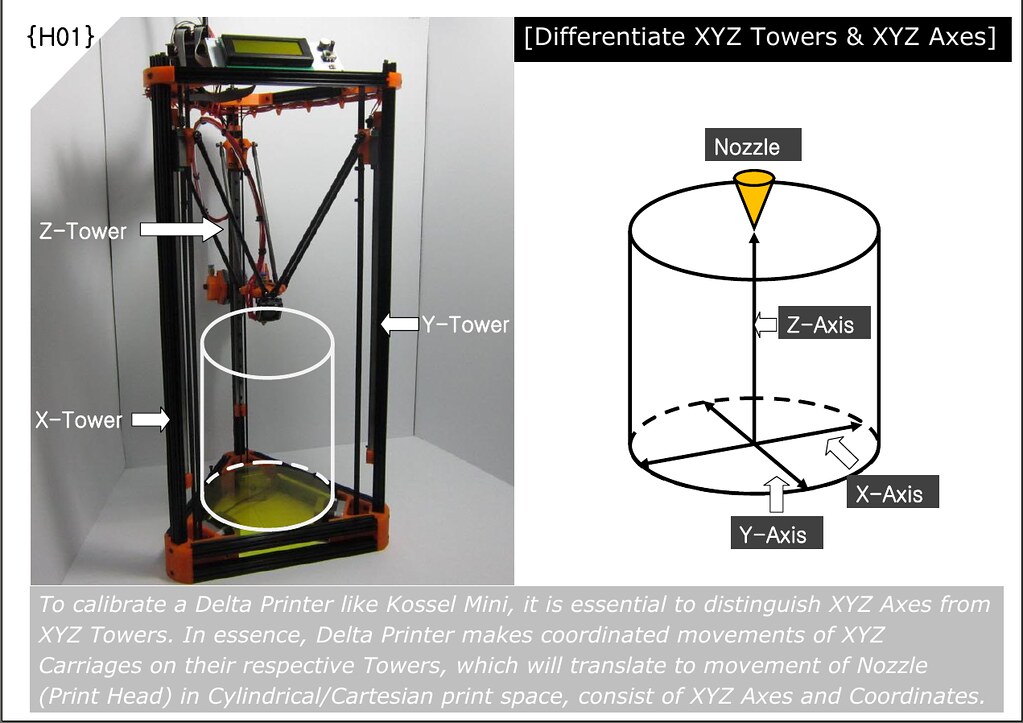 {H01}
[Differentiate XYZ Towers & XYZ Axes]
Nozzle
Z-Tower
Z-Axis
Y-Tower
X-Tower
X-Axis
Y-Axis
To calibrate a Delta Printer like Kossel Mini, it is essential to distinguish XYZ Axes from
XYZ Towers. In essence, Delta Printer makes coordinated movements of XYZ
Carriages on their respective Towers, which will translate to movement of Nozzle
(Print Head) in Cylindrical/Cartesian print space, consist of XYZ Axes and Coordinates.